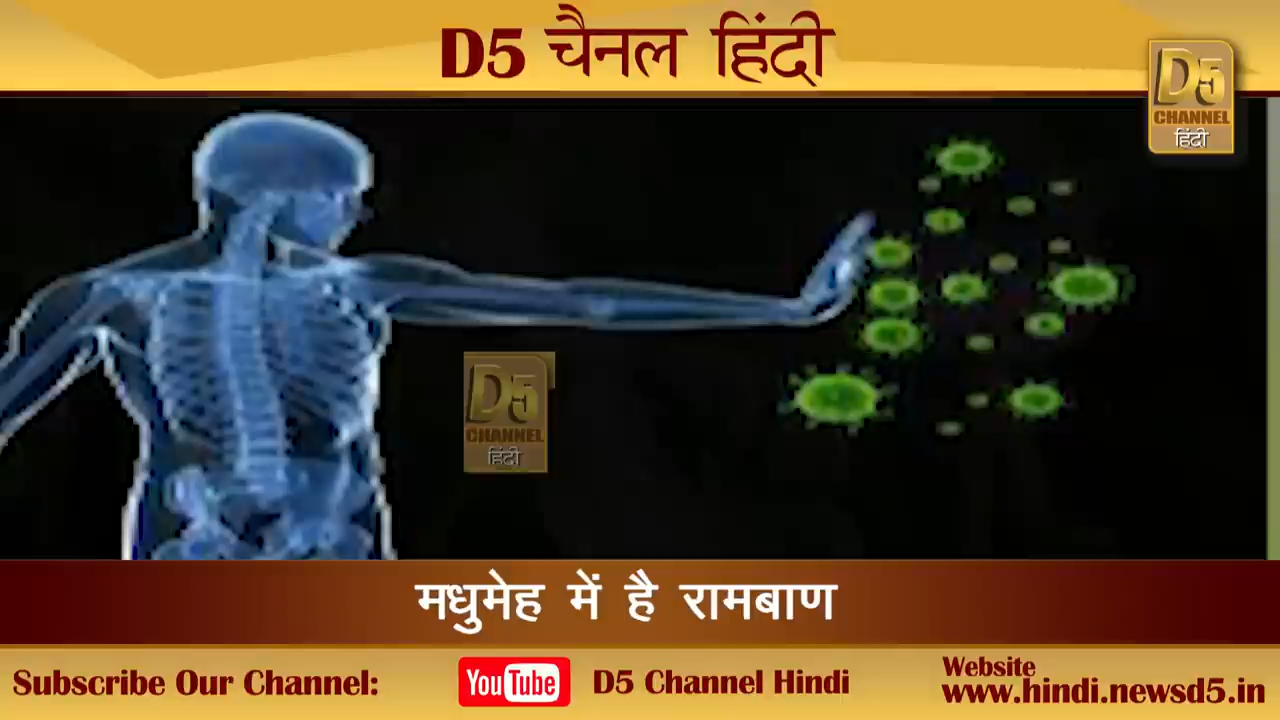 D5 चैनल हिंदी
D5
CHANNEL
हिंदी
D5
CHANNEL
हिंदी
मधुमेह में है रामबाण
Subscribe Our Channel:
YouTube
D5 Channel Hindi
Website
www.hindi.newsd5.in